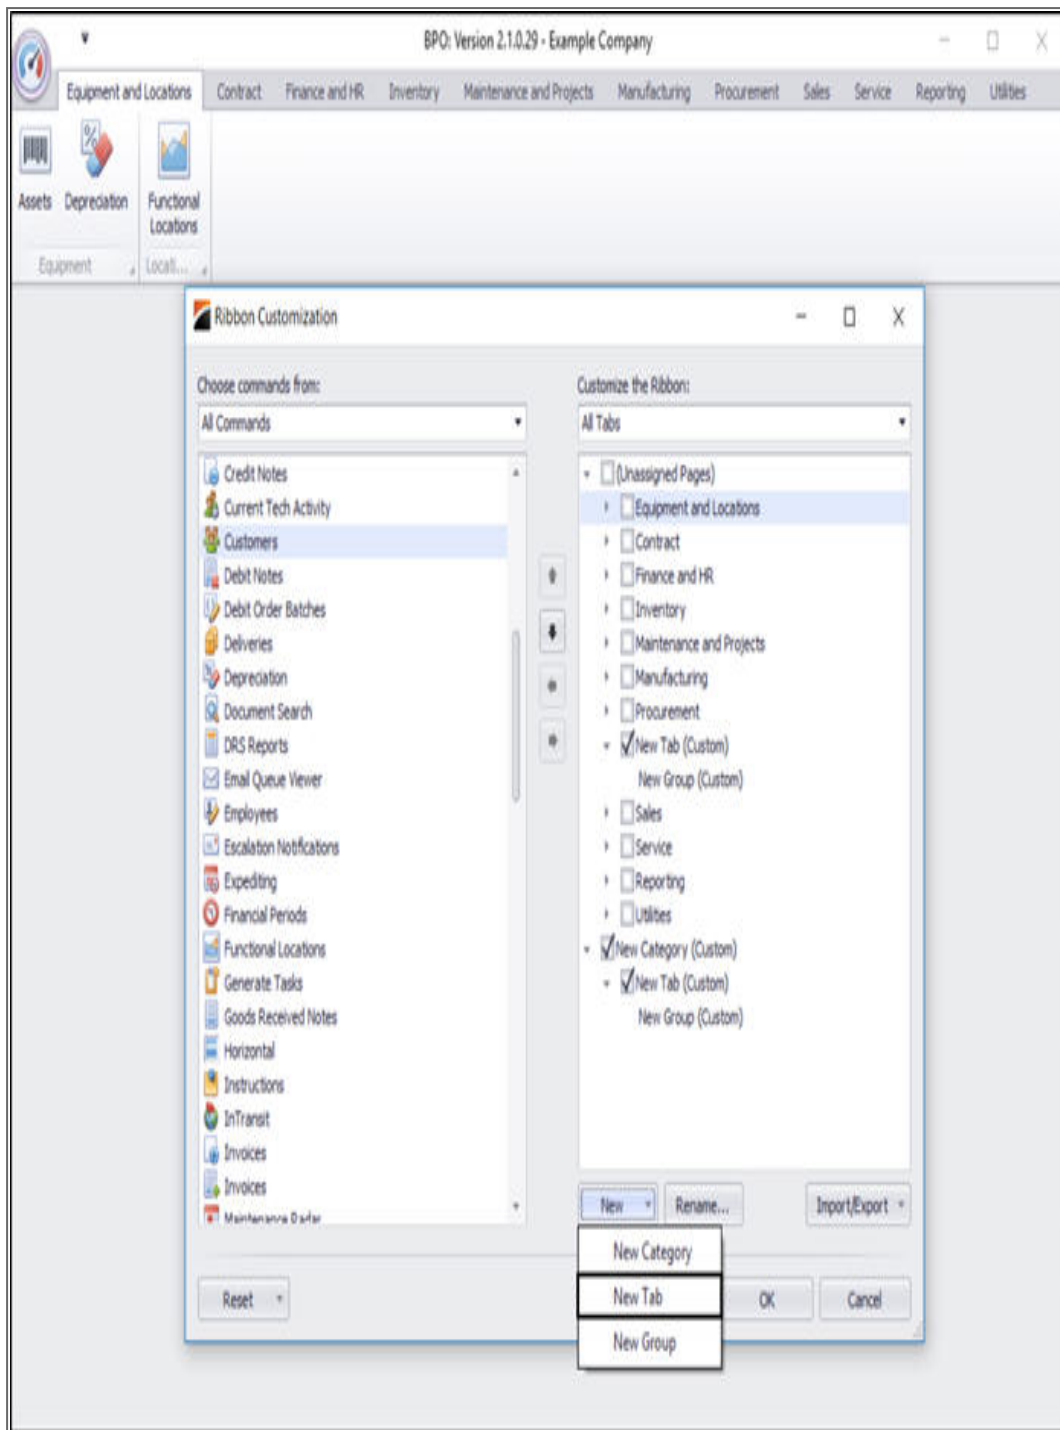 BPO: Version 2.1.0.29 - Example Company
Equipment and Locations Contract Finance and HR Inventory Maintenance and Projects Manufacturing Procurement Sales Service Reporting Utilities
Assets Depreciation Functional Locations
Equipment Locati...
Ribbon Customization
Choose commands from:
All Commands
Credit Notes
Current Tech Activity
Customers
Debit Notes
Debit Order Batches
Deliveries
Depreciation
Document Search
DRS Reports
Email Queue Viewer
Employees
Escalation Notifications
Expediting
Financial Periods
Functional Locations
Generate Tasks
Goods Received Notes
Horizontal
Instructions
InTransit
Invoices
Invoices
Maintenance Radar
Customize the Ribbon:
All Tabs
(Unassigned Pages)
Equipment and Locations
Contract
Finance and HR
Inventory
Maintenance and Projects
Manufacturing
Procurement
New Tab (Custom)
New Group (Custom)
Sales
Service
Reporting
Utilities
New Category (Custom)
New Tab (Custom)
New Group (Custom)
New Rename... Import/Export
New Category
New Tab
New Group
Reset OK Cancel